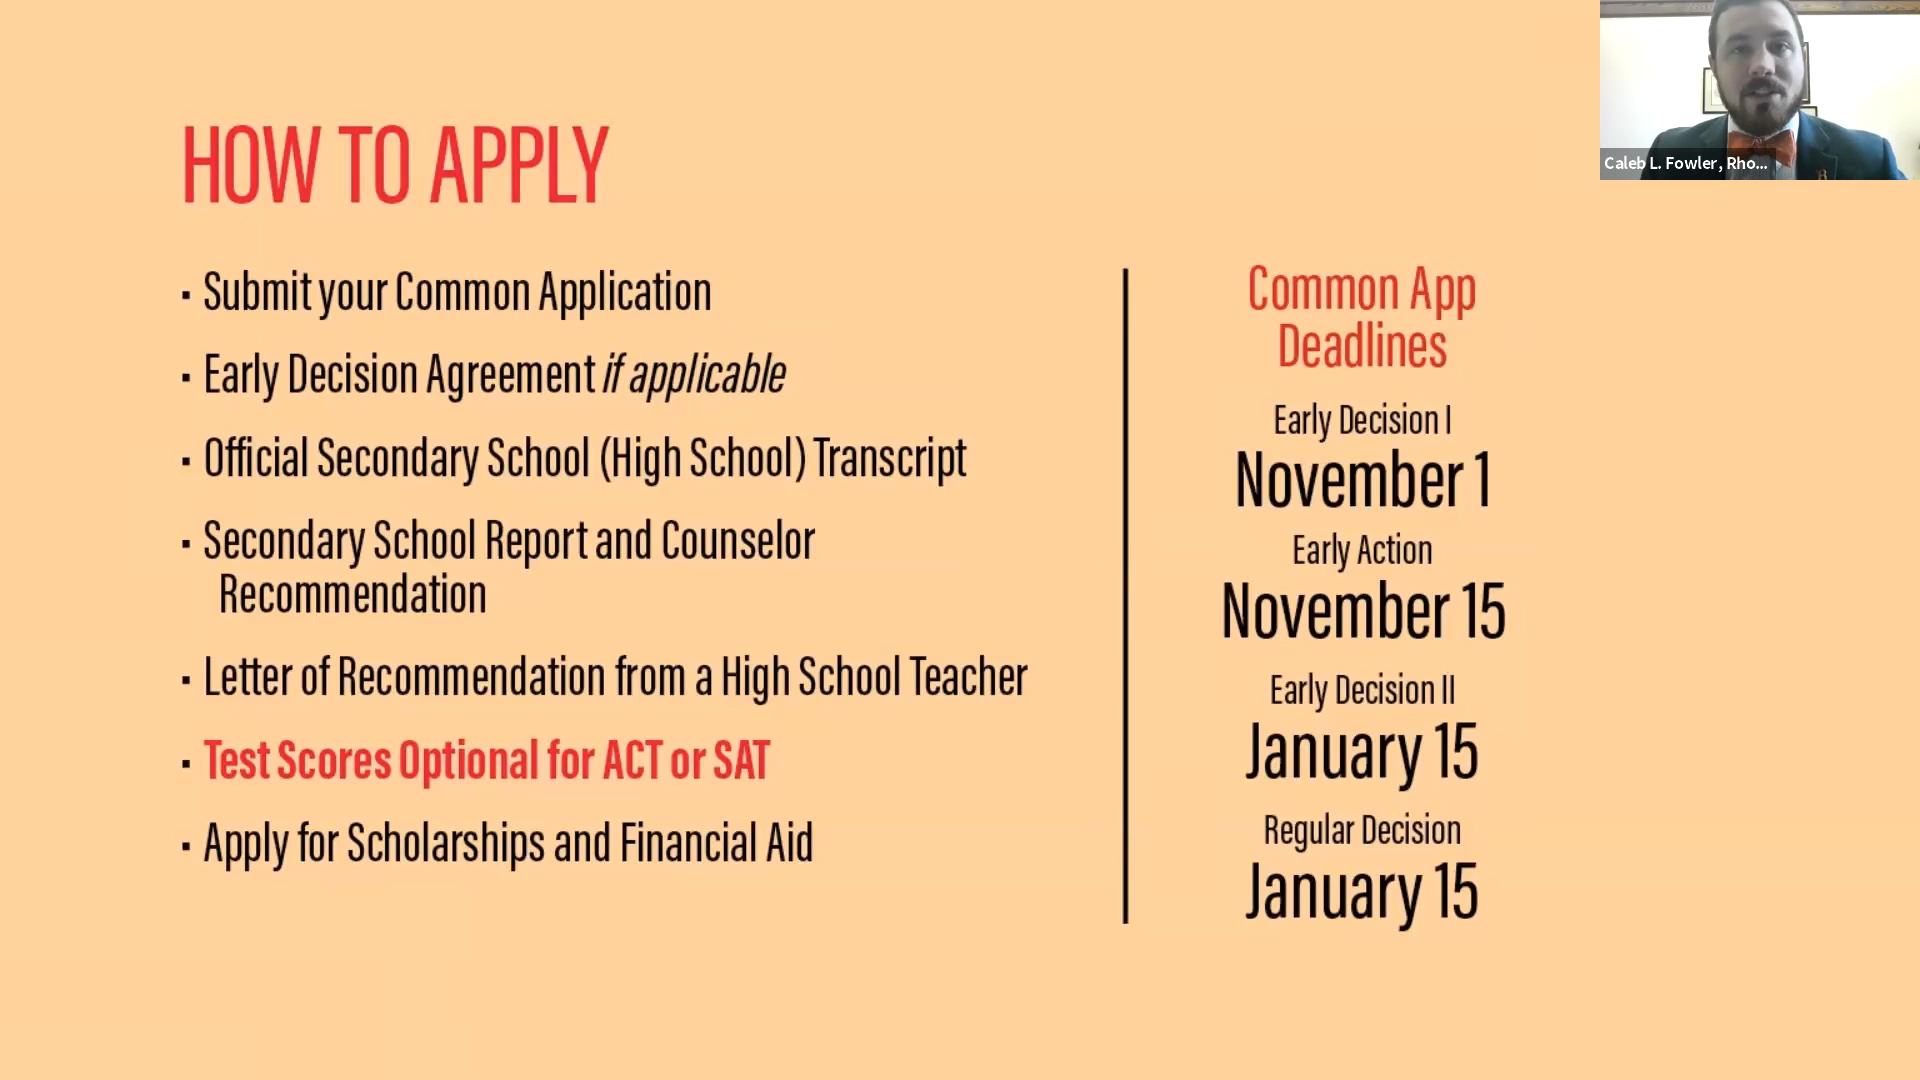 HOW TO APPLY
· Submit your Common Application
· Early Decision Agreement if applicable
· Official Secondary School (High School) Transcript
· Secondary School Report and Counselor
Recommendation
· Letter of Recommendation from a High School Teacher
· Test Scores Optional for ACT or SAT
· Apply for Scholarships and Financial Aid
Common App
Deadlines
Early Decision I
November 1
Early Action
November 15
Early Decision II
January 15
Regular Decision
January 15
Caleb L. Fowler, Rho...